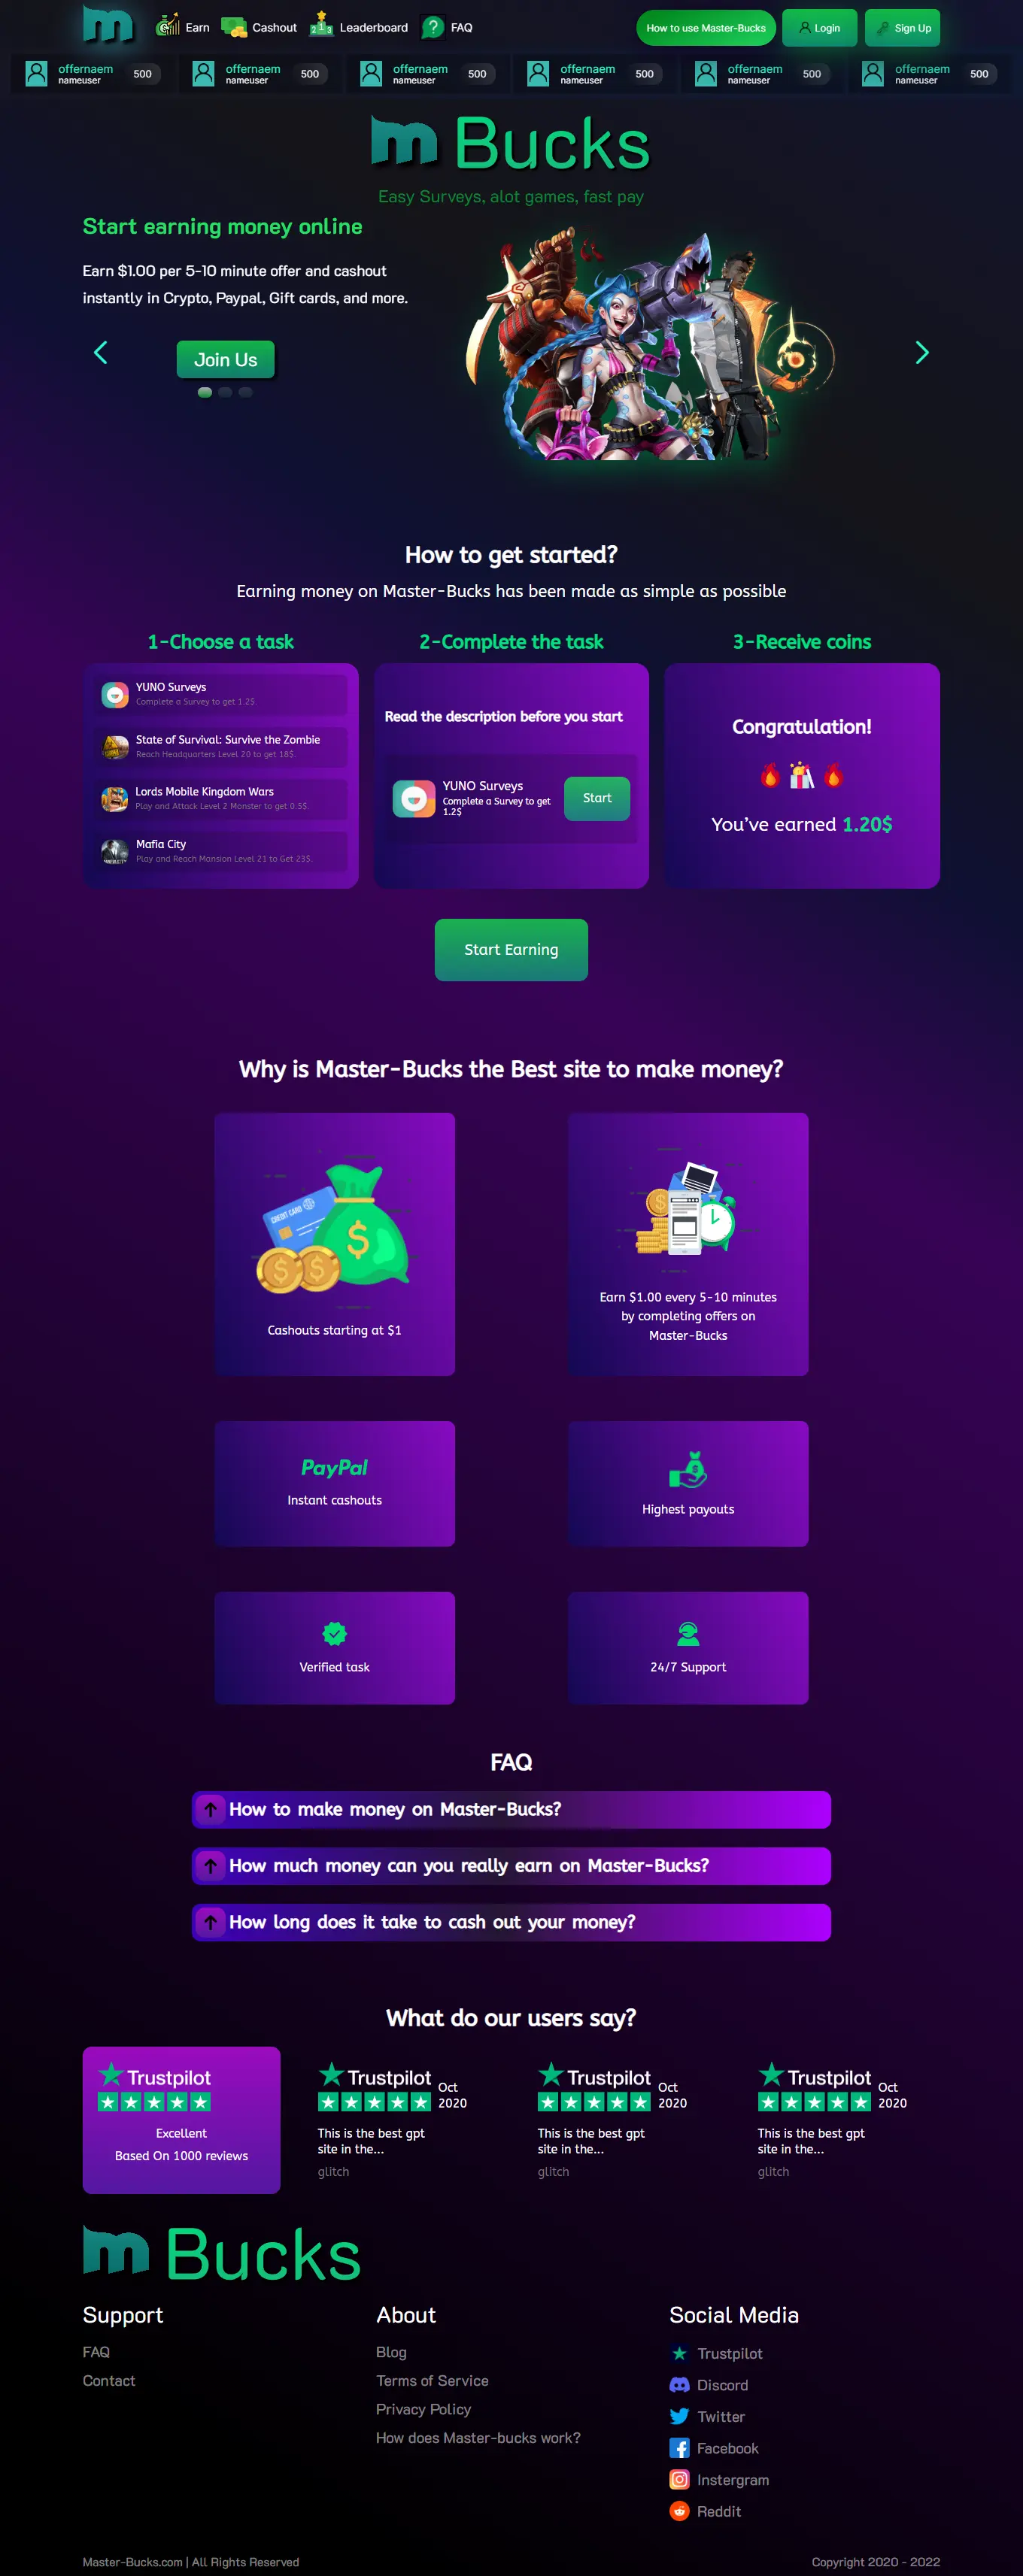 m
Earn
Cashout
Leaderboard
? FAQ
How to use Master-Bucks
Login
Sign Up
offernaem
nameuser
500
offernaem
nameuser
500
offernaem
nameuser
500
offernaem
nameuser
500
offernaem
nameuser
500
offernaem
nameuser
500
m Bucks
Easy Surveys, alot games, fast pay
Start earning money online
Earn $1.00 per 5-10 minute offer and cashout
instantly in Crypto, Paypal, Gift cards, and more.
Join Us
How to get started?
Earning money on Master-Bucks has been made as simple as possible
1-Choose a task
YUNO Surveys
Complete a Survey to get 1.2$
State of Survival: Survive the Zombie
Reach Headquarters Level 20 to get 18$.
Lords Mobile Kingdom Wars
Play and Attack Level 2 Monster to get 0.5$.
Mafia City
Play and Reach Mansion Level 21 to Get 23$.
2-Complete the task
Read the description before you start
YUNO Surveys
Complete a Survey to get
1.2$
Start
3-Receive coins
Congratulation!
You've earned 1.20$
Start Earning
Why is Master-Bucks the Best site to make money?
CREDIT CARD
$
$ $
Cashouts starting at $1
$
Earn $1.00 every 5-10 minutes
by completing offers on
Master-Bucks
PayPal
Instant cashouts
$
Highest payouts
Verified task
24/7 Support
FAQ
How to make money on Master-Bucks?
How much money can you really earn on Master-Bucks?
How long does it take to cash out your money?
What do our users say?
Trustpilot
Excellent
Based On 1000 reviews
Trustpilot
Oct
2020
This is the best gpt
site in the...
glitch
Trustpilot
Oct
2020
This is the best gpt
site in the...
glitch
Trustpilot
Oct
2020
This is the best gpt
site in the...
glitch
m Bucks
Support
FAQ
Contact
About
Blog
Terms of Service
Privacy Policy
How does Master-bucks work?
Social Media
Trustpilot
Discord
Twitter
Facebook
Instergram
Reddit
Master-Bucks.com | All Rights Reserved
Copyright 2020 - 2022